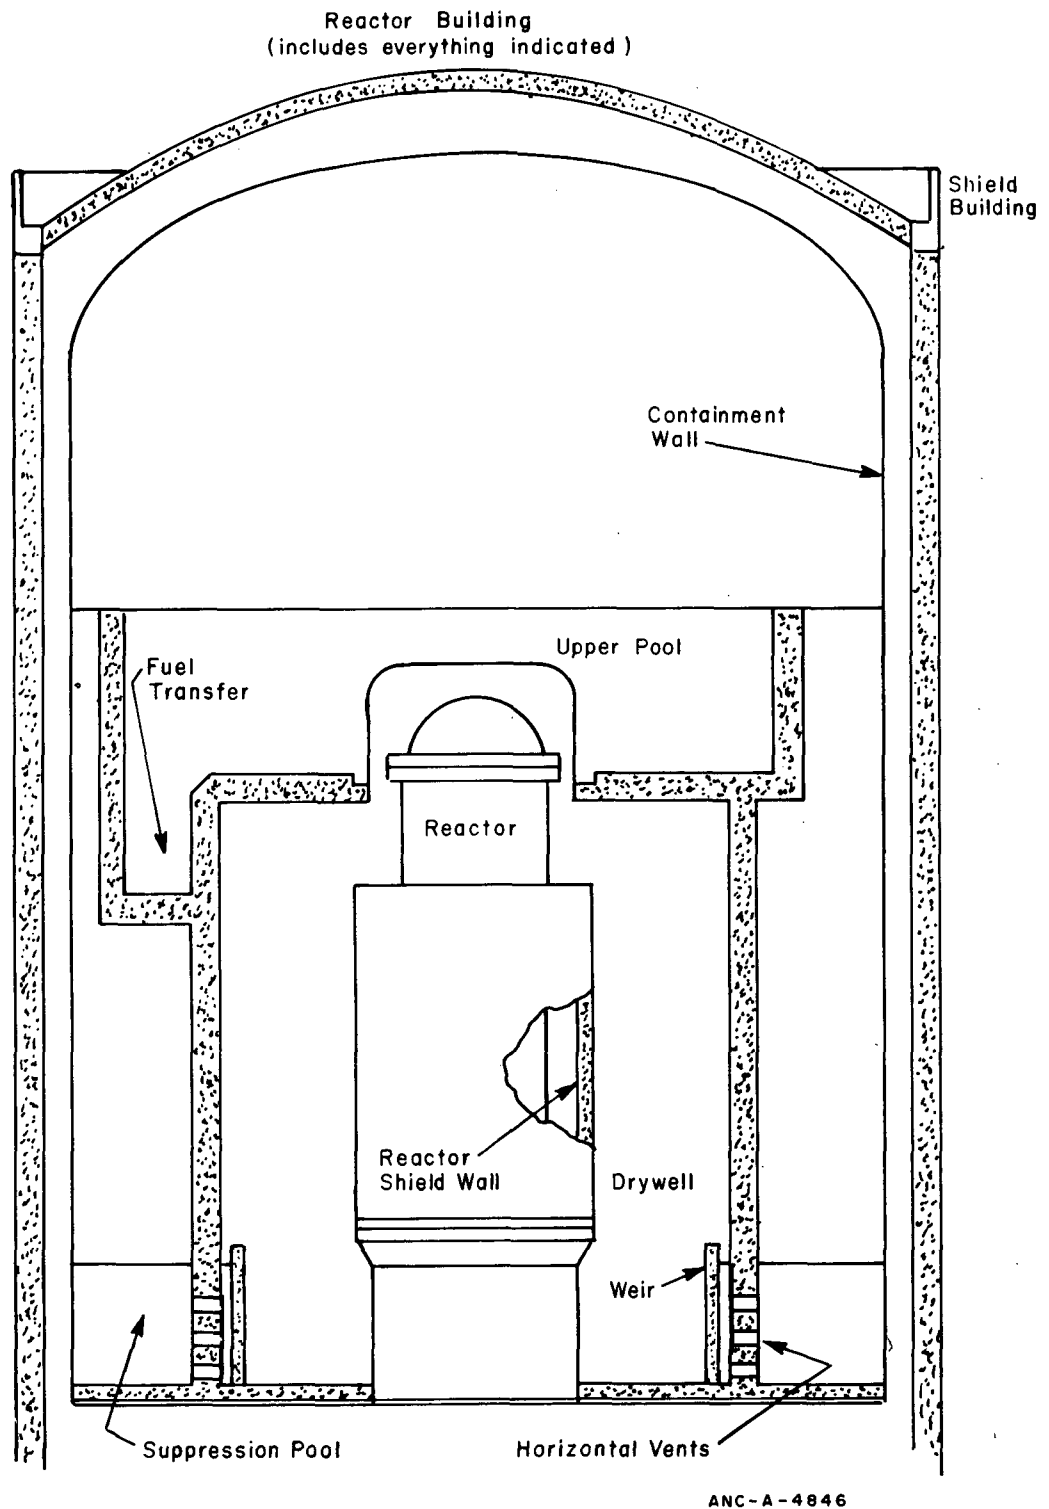 Reactor Building
(includes everything indicated)
Shield
Building
Containment
Wall
Upper Pool
Fuel
Transfer
Reactor
Reactor
Shield Wall
Drywell
Weir
Suppression Pool
Horizontal Vents
ANC-A-4846